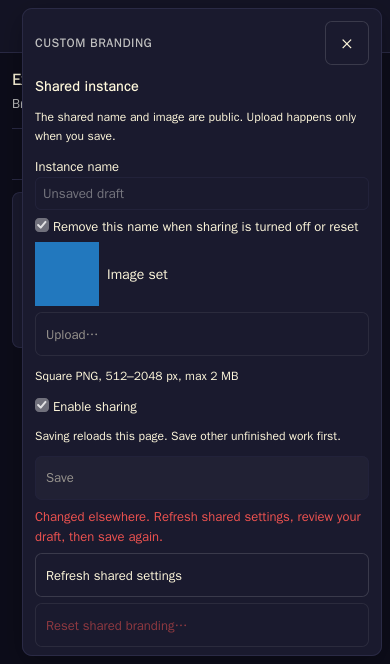 CUSTOM BRANDING
E
Shared instance
Br
The shared name and image are public. Upload happens only
when you save.
Instance name
Unsaved draft
Remove this name when sharing is turned off or reset
Image set
Upload···
Square PNG, 512–2048 px, max 2 MB
Enable sharing
Saving reloads this page. Save other unfinished work first.
Save
Changed elsewhere. Refresh shared settings, review your
draft, then save again.
Refresh shared settings
Reset shared branding···